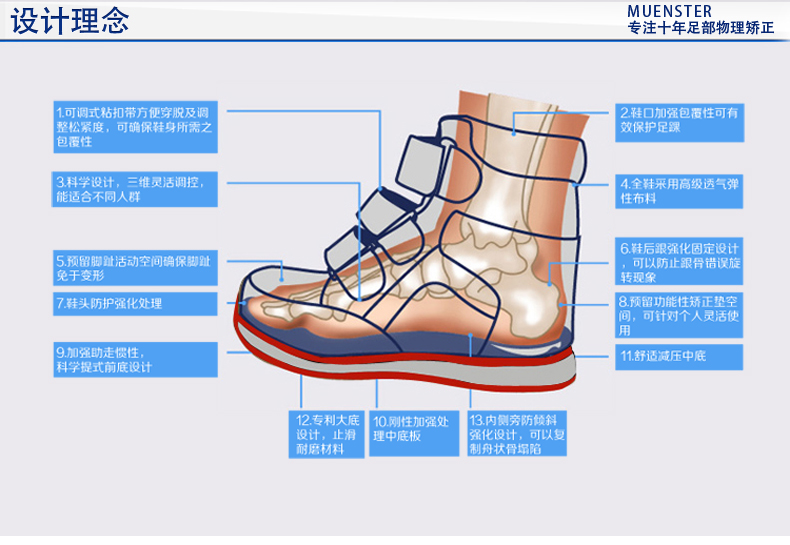 设计理念
MUENSTER
专注十年足部物理矫正
1.可调式粘扣带方便穿脱及调
整松紧度，可确保鞋身所需之
包覆性
2.鞋口加强包覆性可有
效保护足踝
3.科学设计，三维灵活调控，
能适合不同人群
4.全鞋采用高级透气弹
性布料
5.预留脚趾活动空间确保脚趾
免于变形
6.鞋后跟强化固定设计
，可以防止跟骨错误旋
转现象
7.鞋头防护强化处理
8.预留功能性矫正垫空
间，可针对个人灵活使
用
9.加强助走惯性，
科学提式前底设计
11.舒适减压中底
12.专利大底
设计，止滑
耐磨材料
10.刚性加强处
理中底板
13.内侧旁防倾斜
强化设计，可以复
制舟状骨塌陷